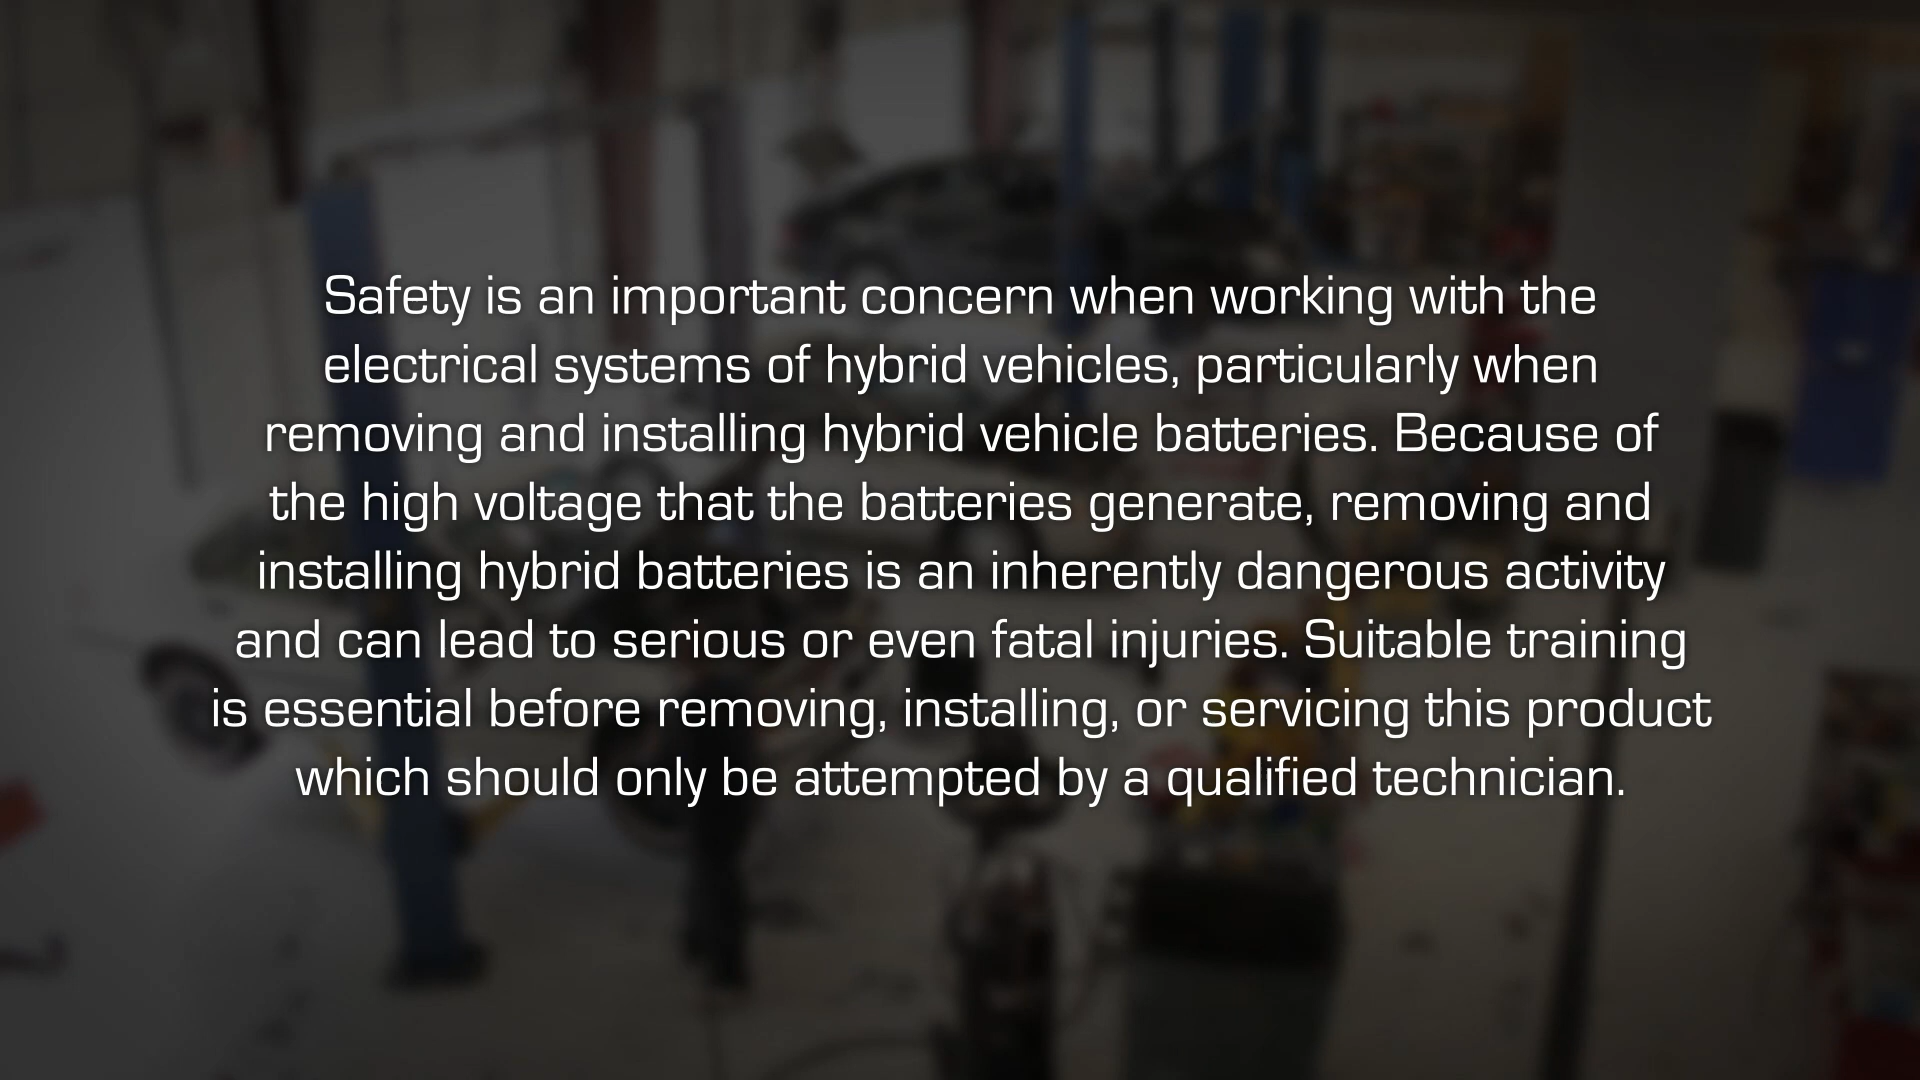 Safety is an important concern when working with the
electrical systems of hybrid vehicles, particularly when
removing and installing hybrid vehicle batteries. Because of
the high voltage that the batteries generate, removing and
installing hybrid batteries is an inherently dangerous activity
and can lead to serious or even fatal injuries. Suitable training
is essential before removing, installing, or servicing this product
which should only be attempted by a qualified technician.